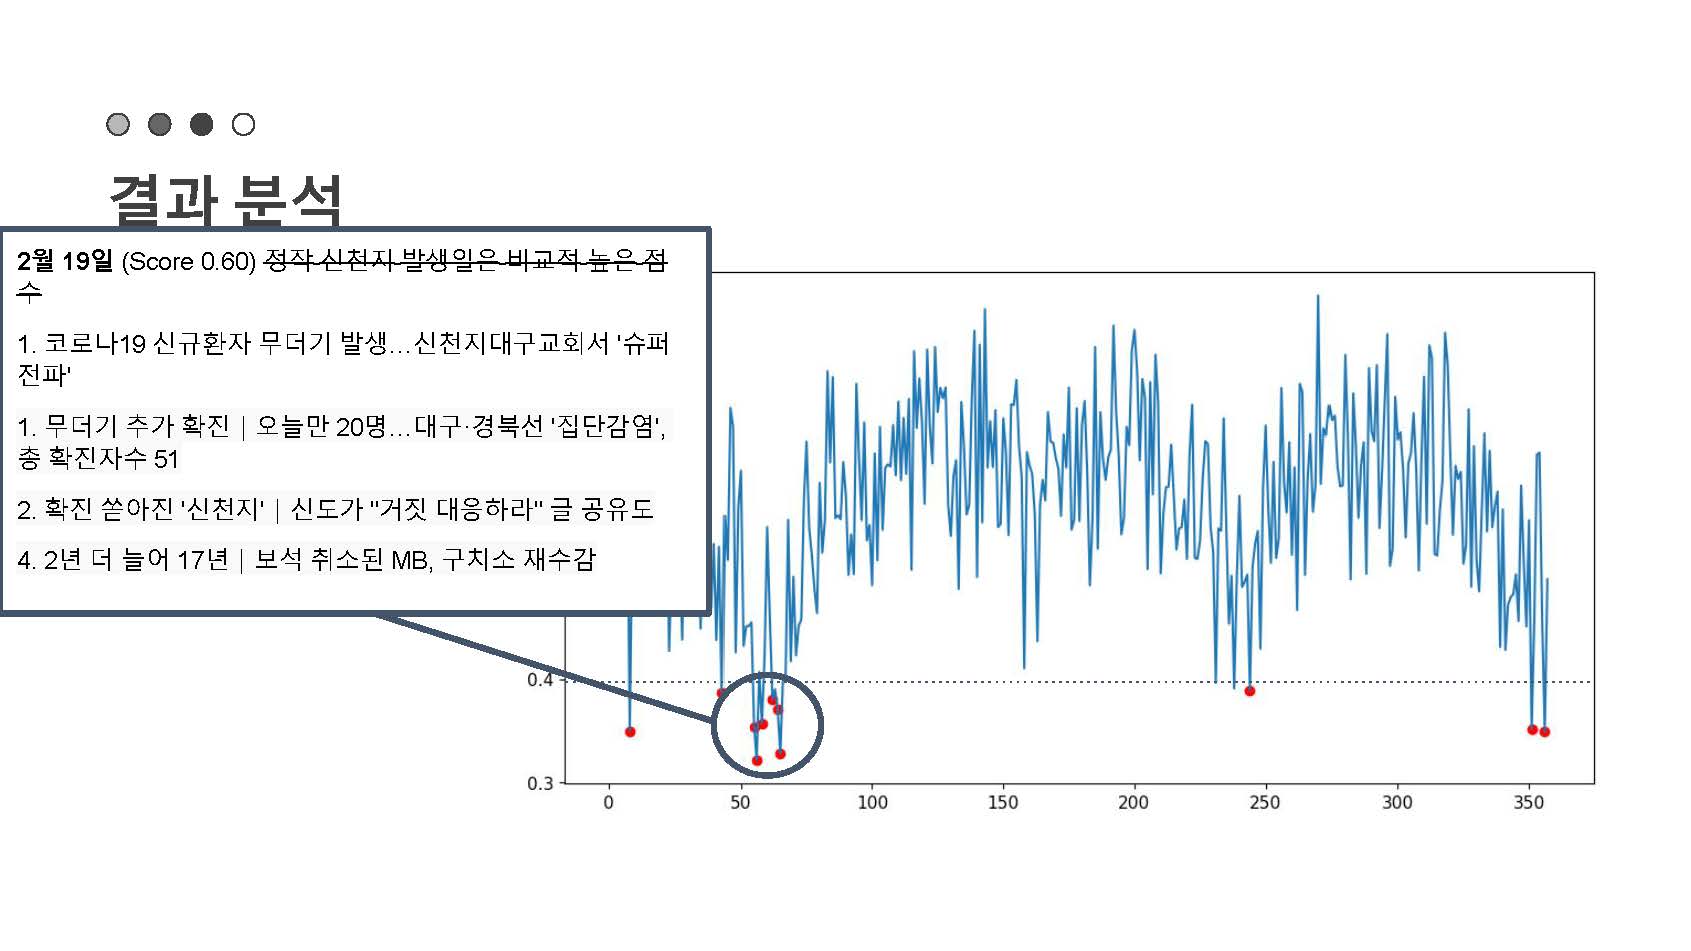 결과 분석
2월 19일 (Score 0.60) 정작 신천지 발생일은 비교적 높은 점
수
1. 코로나19 신규환자 무더기 발생…신천지대구교회서 '슈퍼
전파'
1. 무더기 추가 확진 | 오늘만 20명…대구·경북선 '집단감염',
총 확진자수 51
2. 확진 쏟아진 '신천지' | 신도가 "거짓 대응하라" 글 공유도
4. 2년 더 늘어 17년 | 보석 취소된 MB, 구치소 재수감
0.4
0.3
0 50 100 150 200 250 300 350